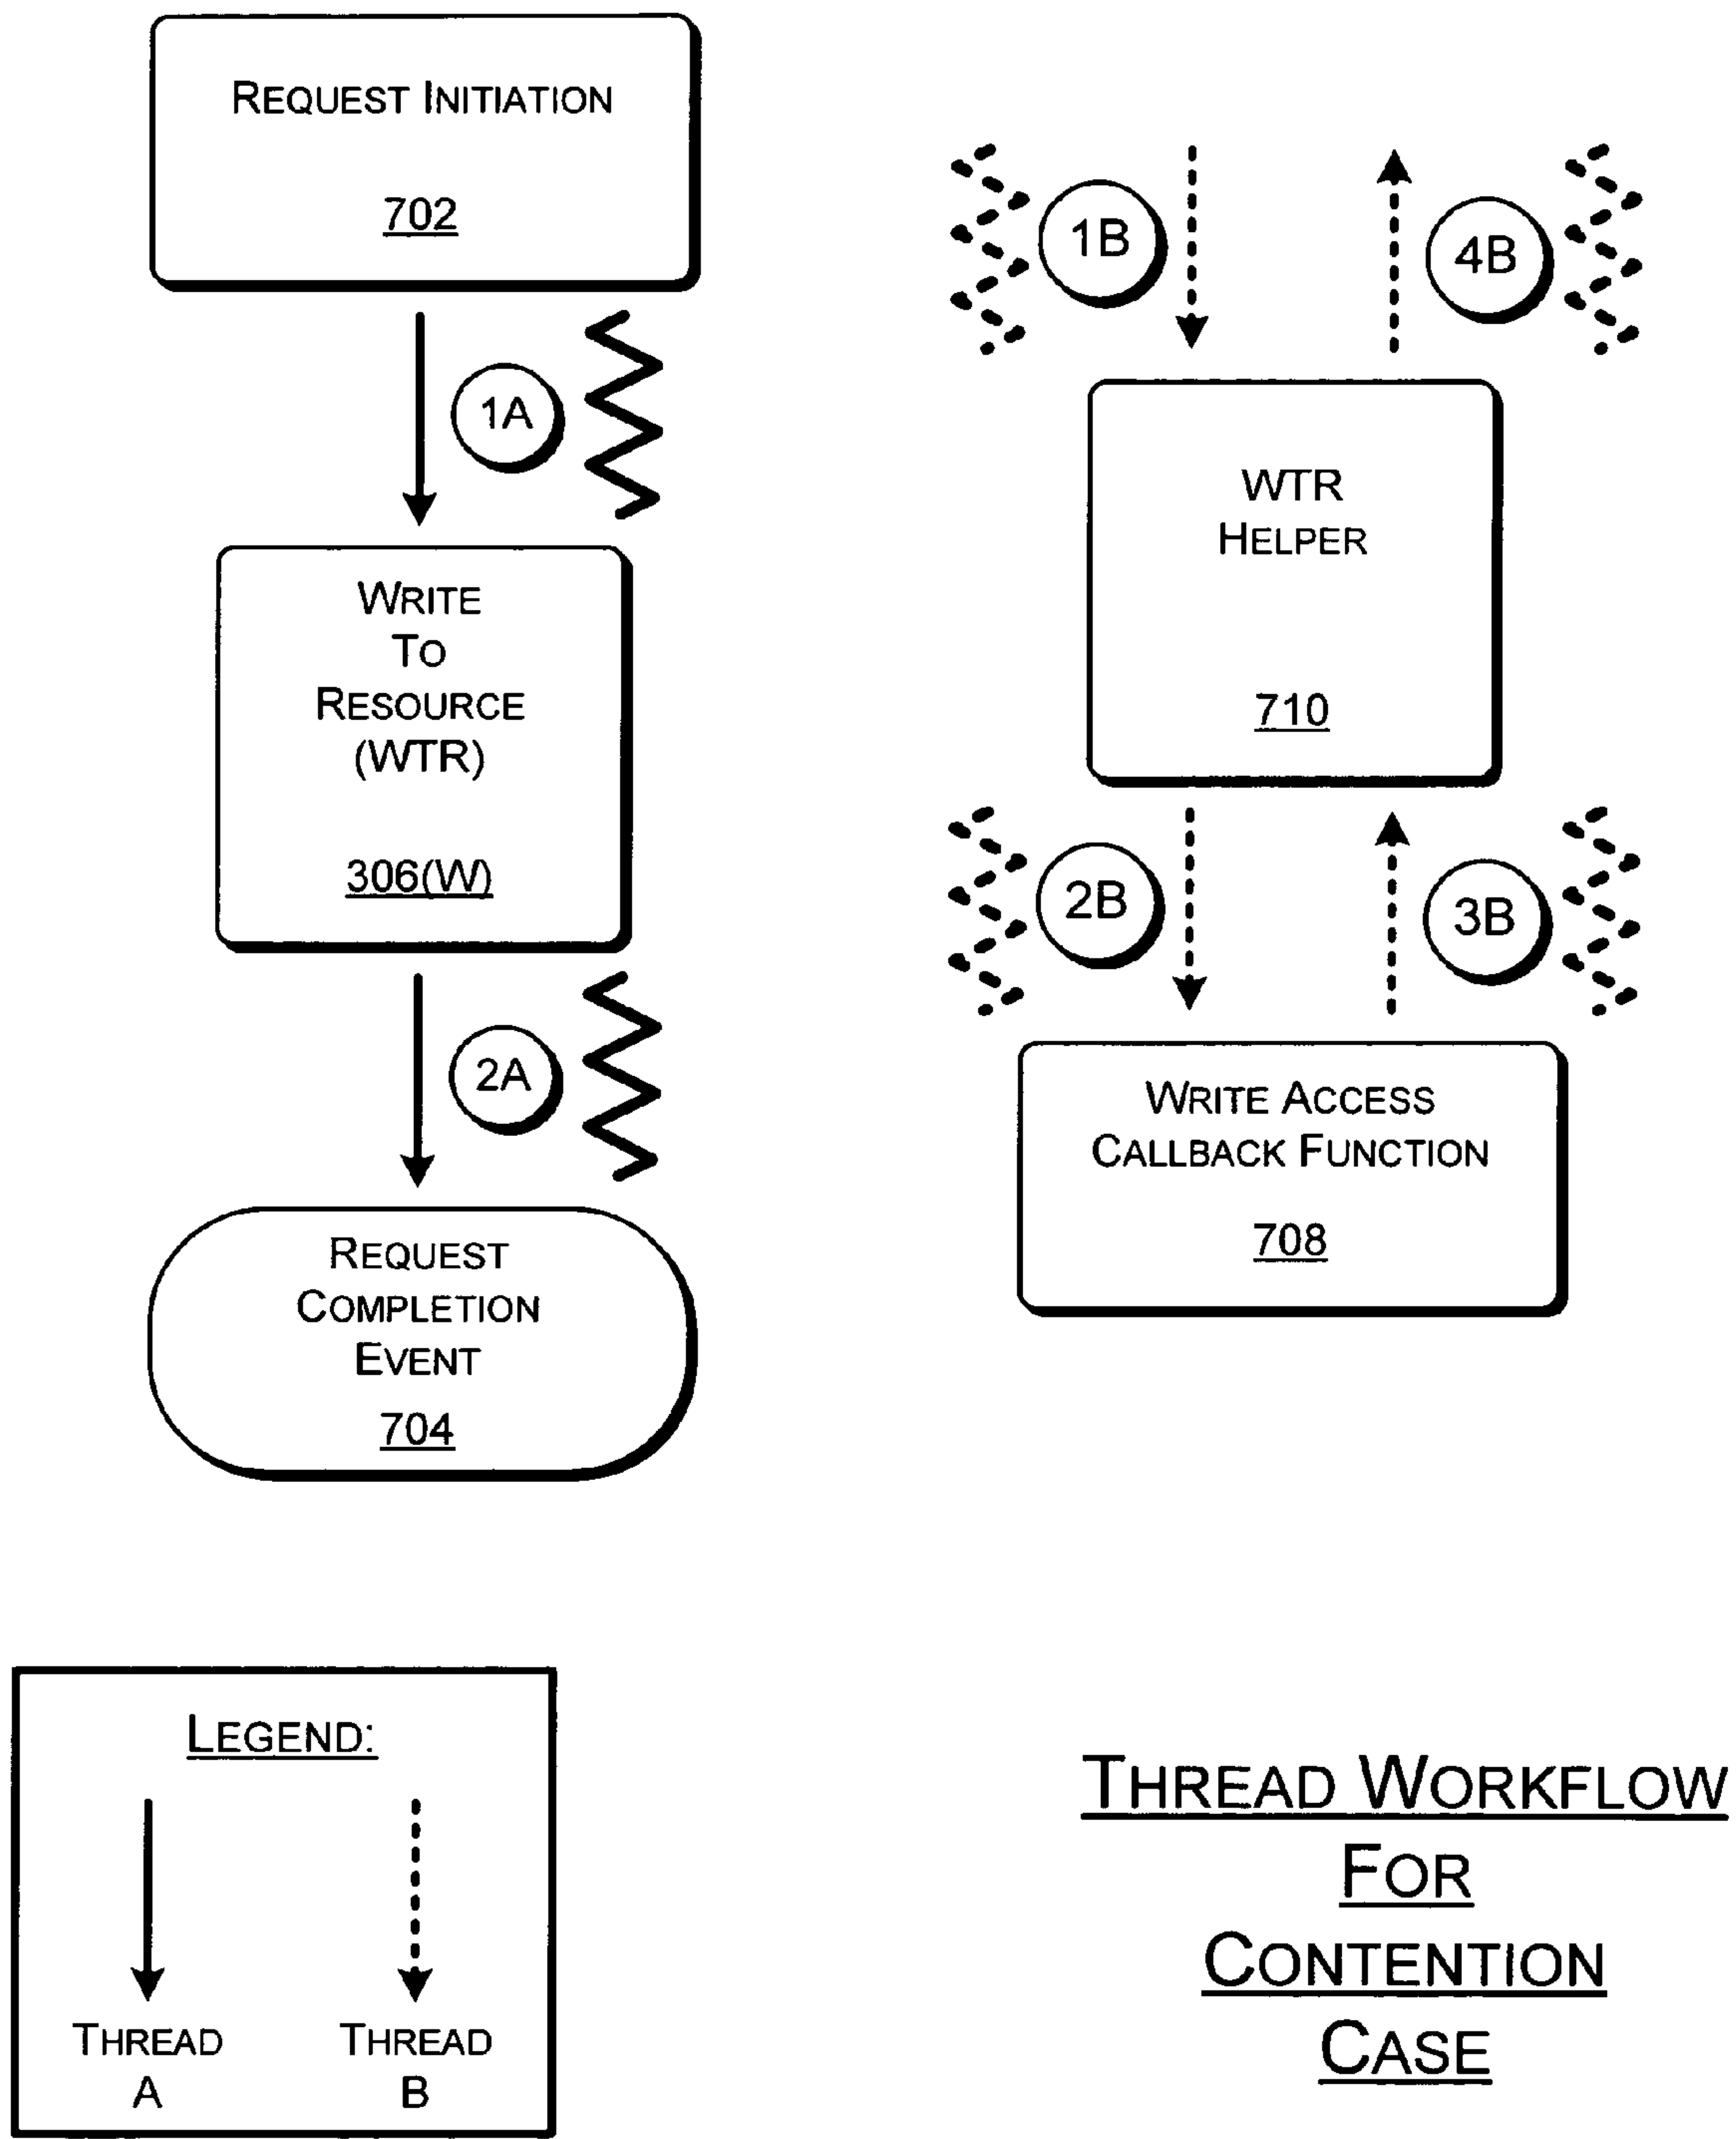 REQUEST INITIATION
702
1A
WRITE
TO
RESOURCE
(WTR)
306(W)
2A
REQUEST
COMPLETION
EVENT
704
1B
4B
WTR
HELPER
710
2B
3B
WRITE ACCESS
CALLBACK FUNCTION
708
LEGEND:
THREAD
A
THREAD
B
THREAD WORKFLOW
FOR
CONTENTION
CASE